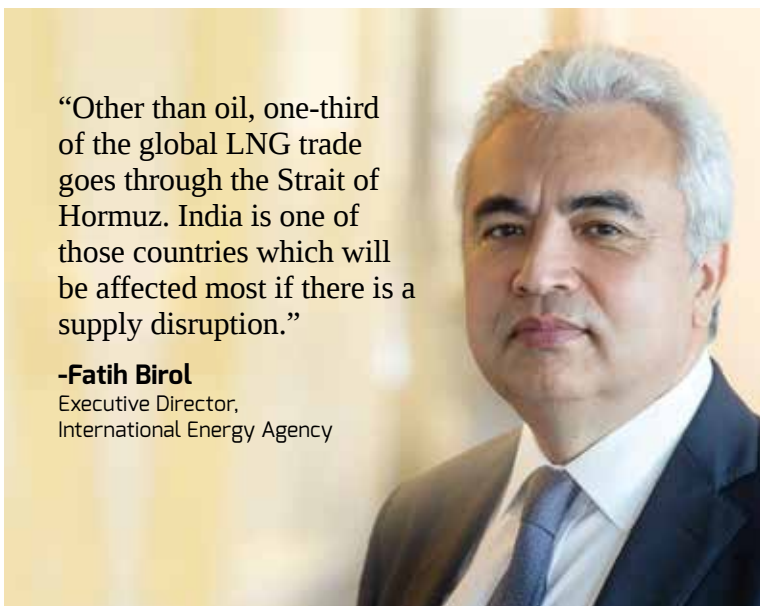 “Other than oil, one-third
of the global LNG trade
goes through the Strait of
Hormuz. India is one of
those countries which will
be affected most if there is a
supply disruption.”
-Fatih Birol
Executive Director,
International Energy Agency